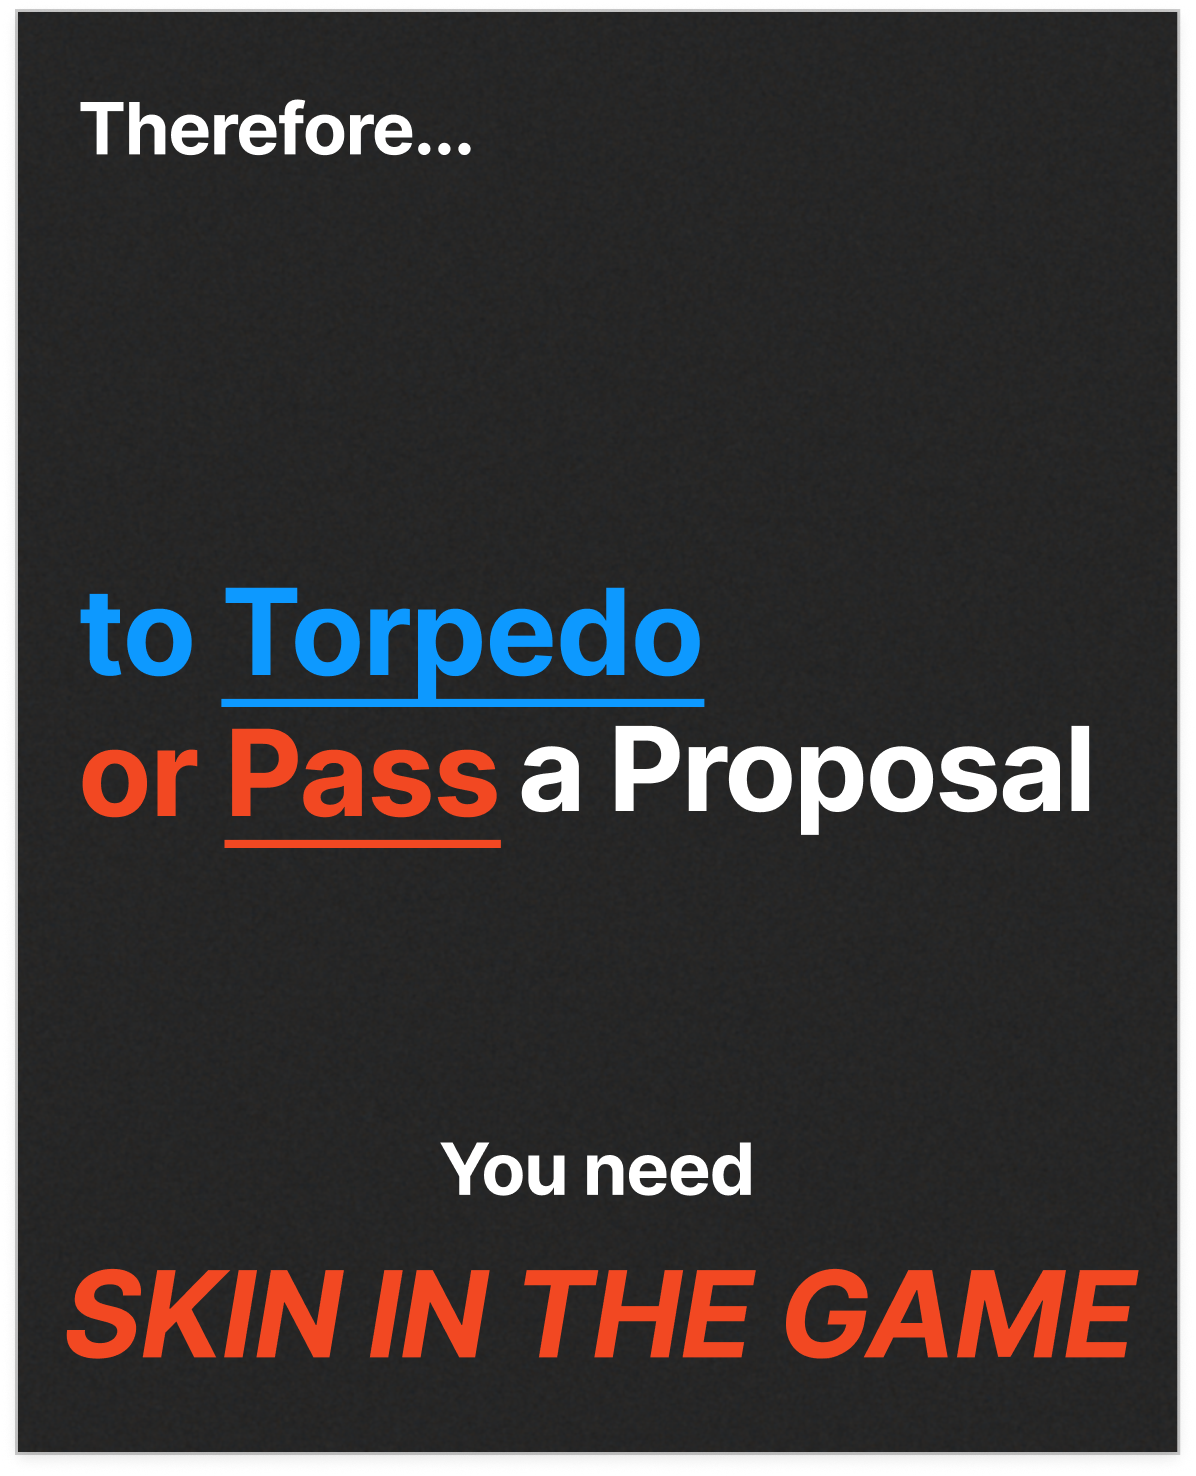 Therefore...
to Torpedo
or Pass a Proposal
You need
SKIN IN THE GAME